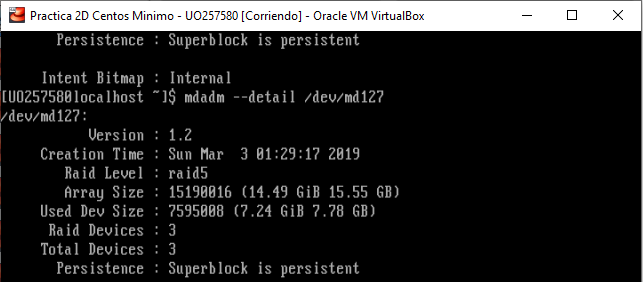 Practica 2D Centos Minimo - UO257580 [Corriendo] - Oracle VM VirtualBox
Persistence : Superblock is persistent
Intent Bitmap : Internal
[UO257580localhost ~]$ mdadm --detail /dev/md127
/dev/md127:
Version : 1.2
Creation Time : Sun Mar  3 01:29:17 2019
Raid Level : raid5
Array Size : 15190016 (14.49 GiB 15.55 GB)
Used Dev Size : 7595008 (7.24 GiB 7.78 GB)
Raid Devices : 3
Total Devices : 3
Persistence : Superblock is persistent